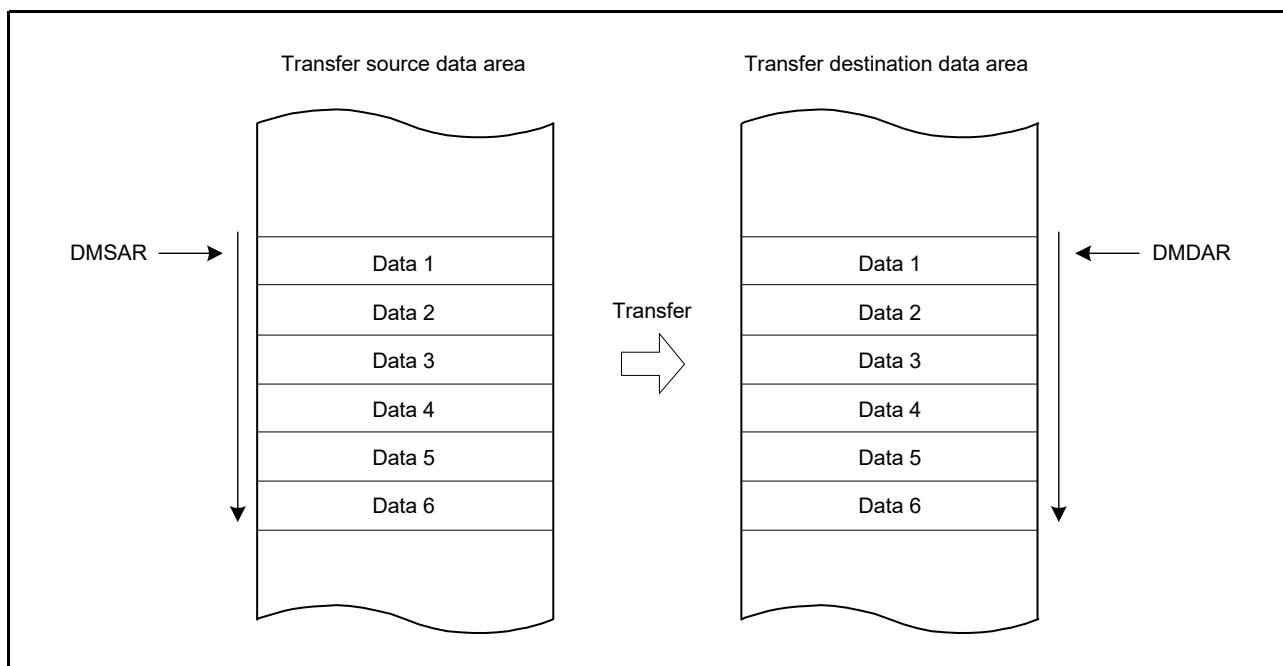 Transfer source data area
Transfer destination data area
DMSAR
Data 1
Data 2
Data 3
Data 4
Data 5
Data 6
Transfer
Data 1
Data 2
Data 3
Data 4
Data 5
Data 6
DMDAR